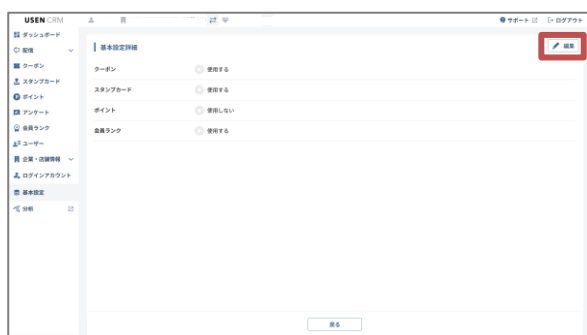 USEN CRM
サポート
ログアウト
ダッシュボード
配信
クーポン
スタンプカード
ポイント
アンケート
会員ランク
ユーザー
企業・店舗情報
ログインアカウント
基本設定
分析
基本設定詳細
編集
クーポン 使用する
スタンプカード 使用する
ポイント 使用しない
会員ランク 使用する
戻る